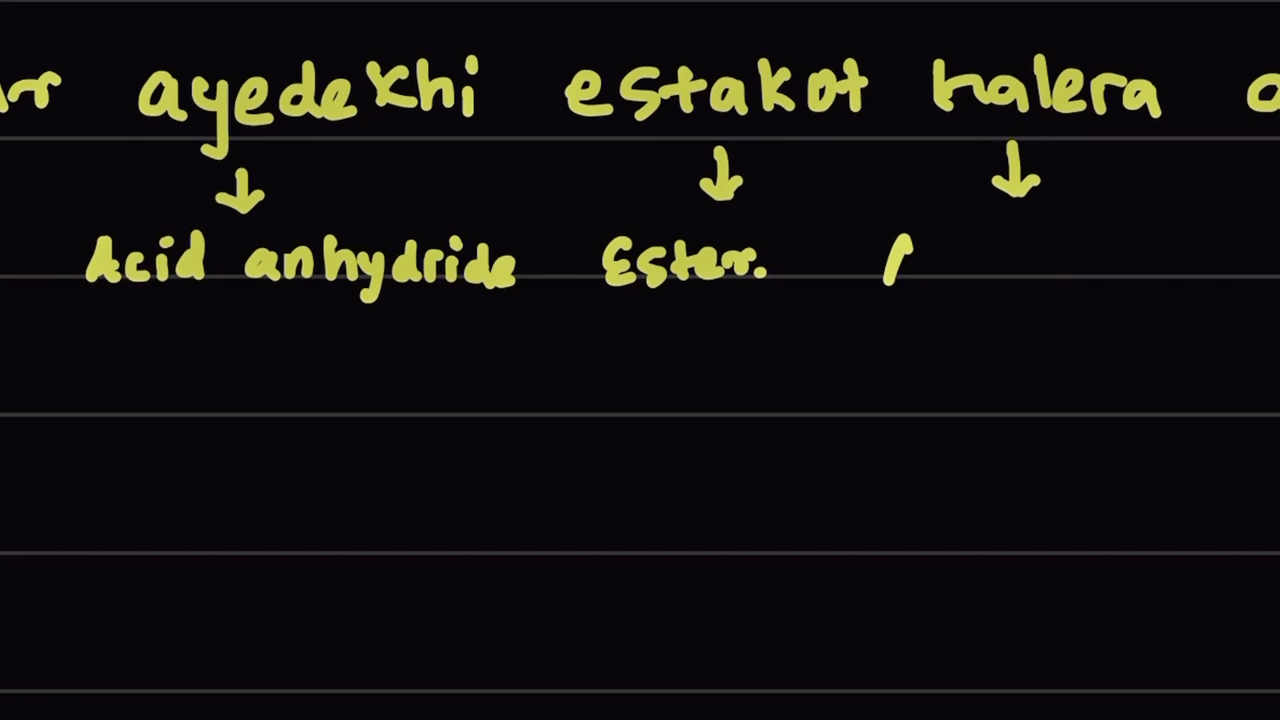 ayedekhi estakot halera
↓ ↓ ↓
Acid anhydride Ester.